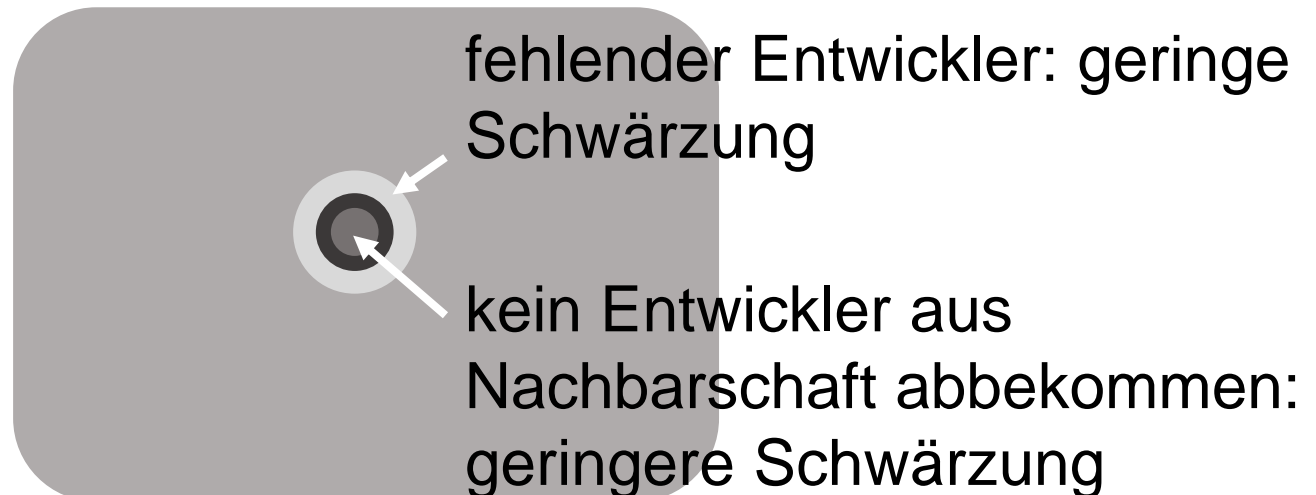 fehlender Entwickler: geringe
Schwärzung
kein Entwickler aus
Nachbarschaft abbekommen:
geringere Schwärzung